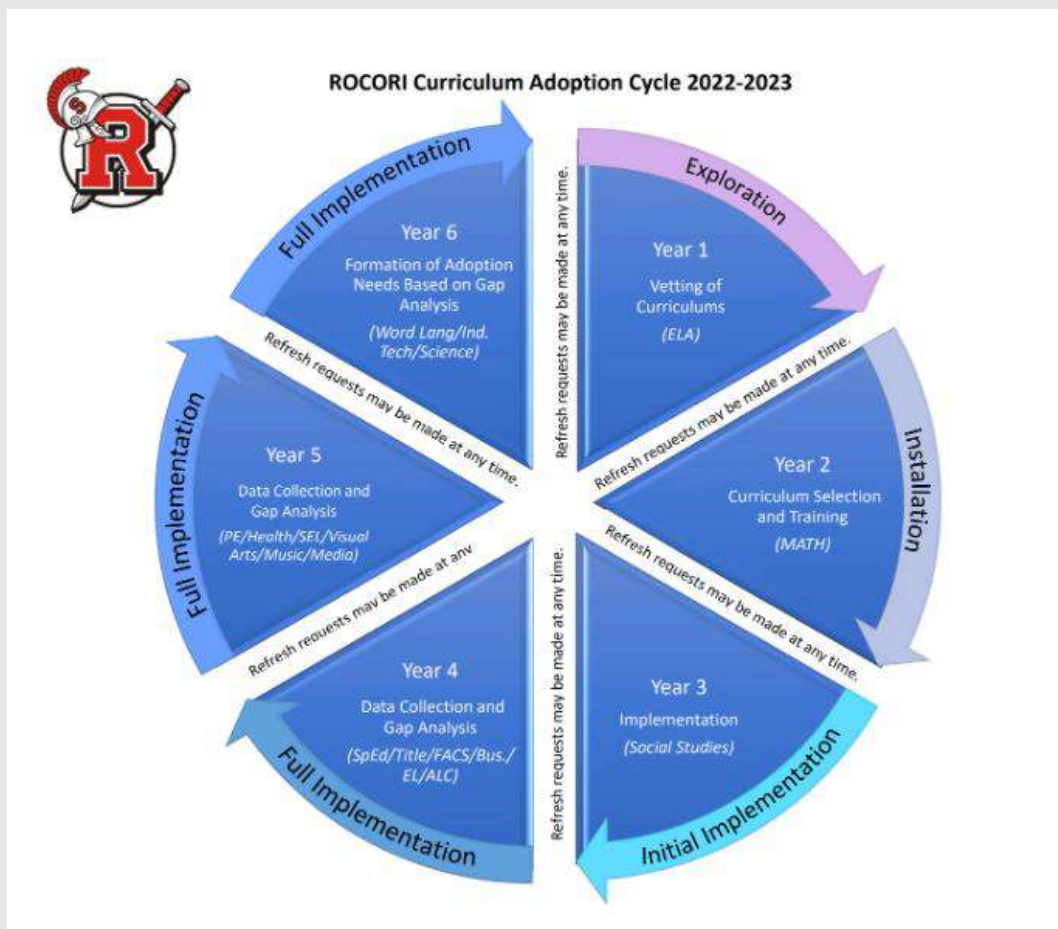 ROCORI Curriculum Adoption Cycle 2022-2023
S
R
Exploration
Year 1
Vetting of
Curriculums
(ELA)
Refresh requests may be made at any time.
Installation
Year 2
Curriculum Selection
and Training
(MATH)
Refresh requests may be made at any time.
Initial Implementation
Year 3
Implementation
(Social Studies)
Refresh requests may be made at any time.
Full Implementation
Year 4
Data Collection and
Gap Analysis
(SpEd/Title/FACS/Bus./
EL/ALC)
Refresh requests may be made at any
Full Implementation
Year 5
Data Collection and
Gap Analysis
(PE/Health/SEL/Visual
Arts/Music/Media)
Refresh requests may be made at any time.
Full Implementation
Year 6
Formation of Adoption
Needs Based on Gap
Analysis
(Word Lang/Ind.
Tech/Science)
Refresh requests may be made at any time.